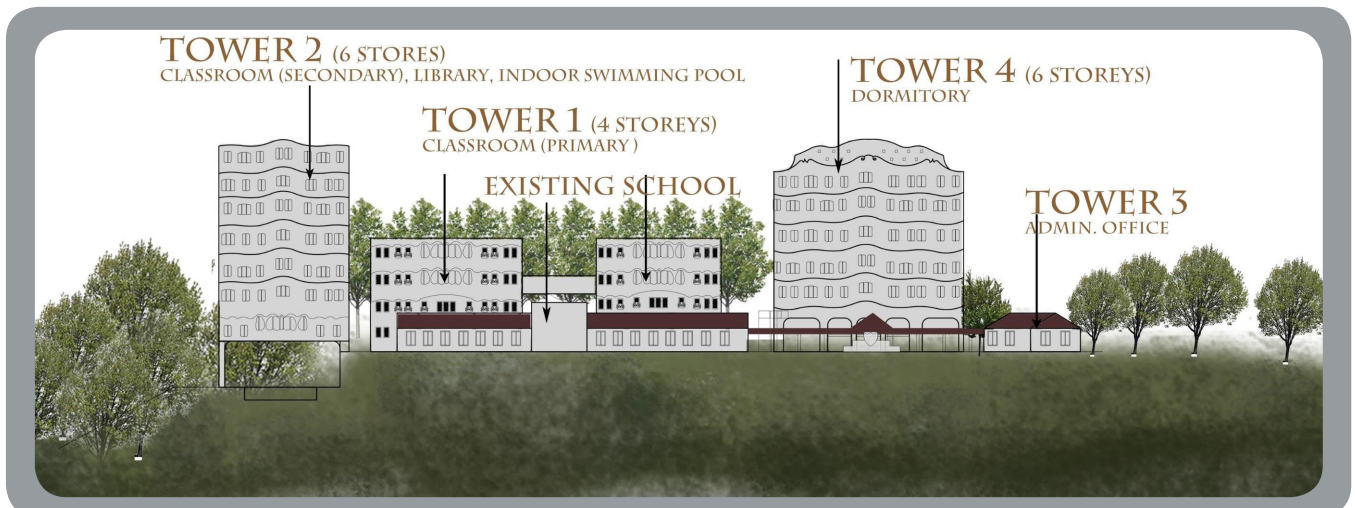 TOWER 2 (6 STORES)
CLASSROOM (SECONDARY), LIBRARY, INDOOR SWIMMING POOL
TOWER 1 (4 STOREYS)
CLASSROOM (PRIMARY )
EXISTING SCHOOL
TOWER 4 (6 STOREYS)
DORMITORY
TOWER 3
ADMIN. OFFICE